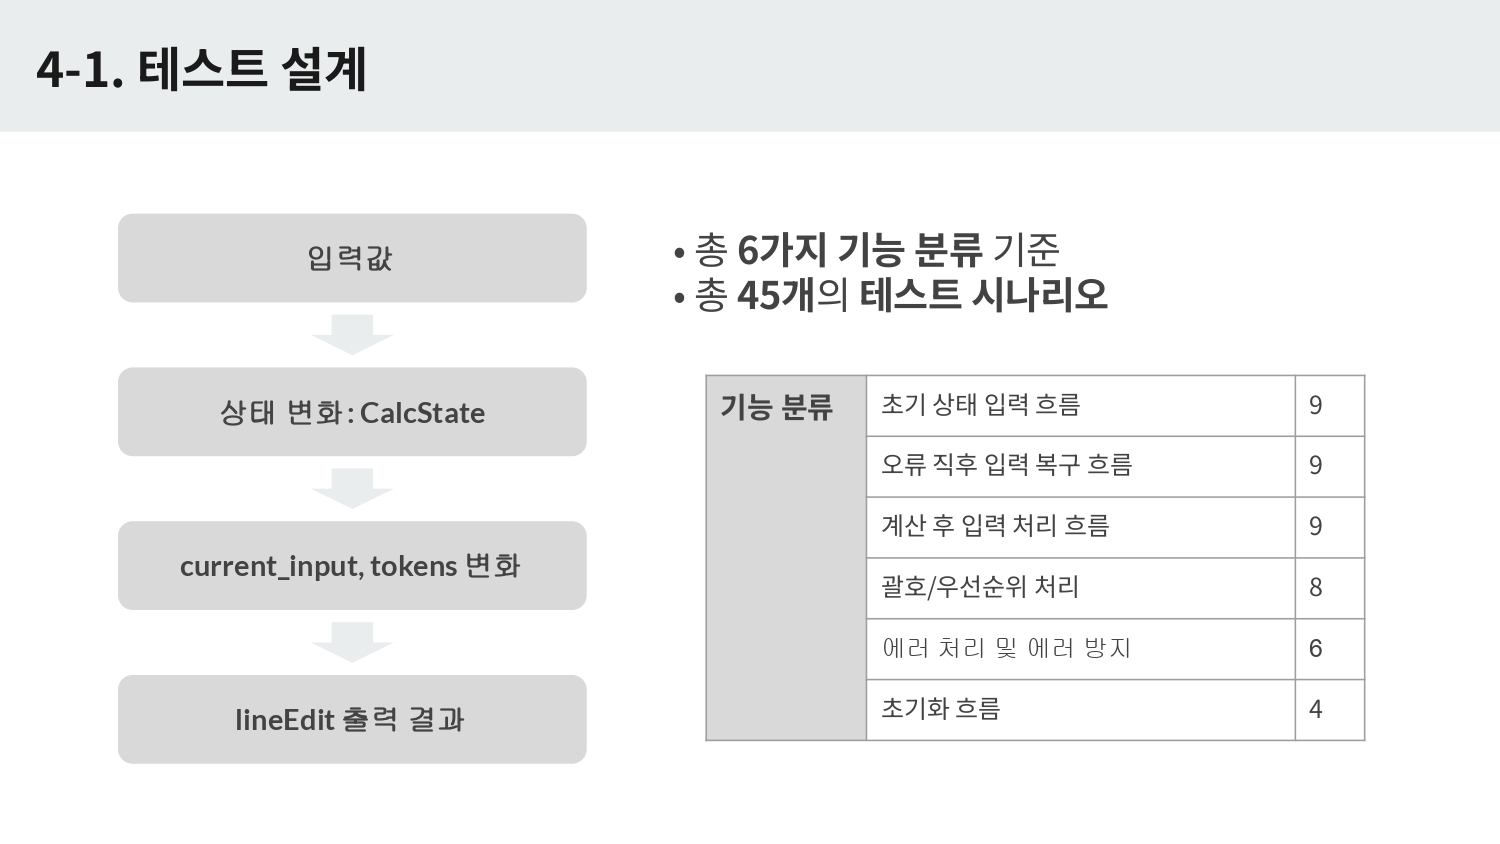 4-1. 테스트 설계
입력값
상태 변화: CalcState
current_input, tokens 변화
lineEdit 출력 결과
• 총 6가지 기능 분류 기준
• 총 45개의 테스트 시나리오
기능 분류
초기 상태 입력 흐름 9
오류 직후 입력 복구 흐름 9
계산 후 입력 처리 흐름 9
괄호/우선순위 처리 8
에러 처리 및 에러 방지 6
초기화 흐름 4